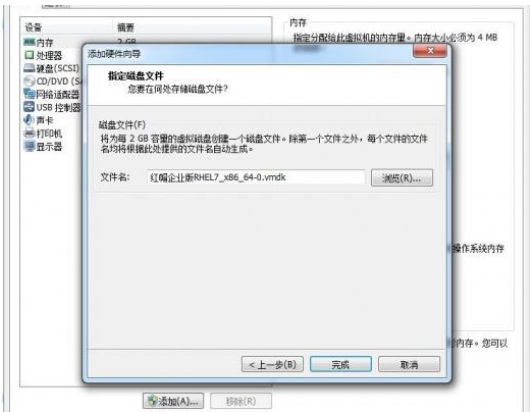 设备
摘要
内存
指定分配给此虚拟机的内存量。内存大小必须为 4 MB
内存
2 GB
处理器
硬盘(SCSI)
CD/DVD (SA
网络适配器
USB 控制器
声卡
打印机
显示器
添加硬件向导
指定磁盘文件
您要在何处存储磁盘文件?
磁盘文件(F)
将为每 2 GB 容量的虚拟磁盘创建一个磁盘文件。除第一个文件之外，每个文件的文件
名均将根据此处提供的文件名自动生成。
文件名:
红帽企业版RHEL7_x86_64-0.vmdk
浏览(R)...
操作系统内存
内存。您可以
< 上一步(B)
完成
取消
添加(A)...
移除(R)